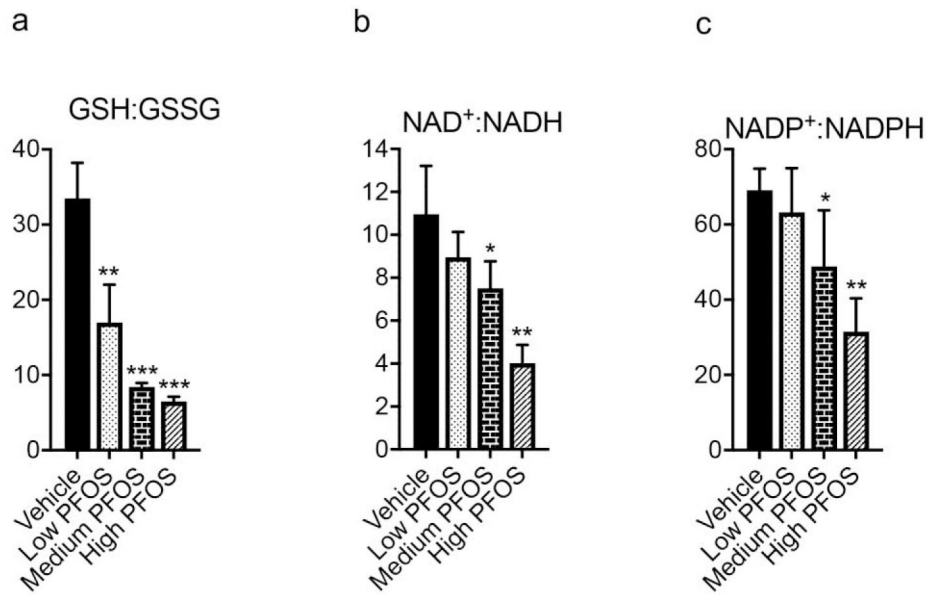 a
GSH:GSSG
40
30
20
10
0
**
***
***
Vehicle
Low PFOS
Medium PFOS
High PFOS
b
NAD⁺:NADH
14
12
10
8
6
4
2
0
*
**
Vehicle
Low PFOS
Medium PFOS
High PFOS
c
NADP⁺:NADPH
80
60
40
20
0
*
**
Vehicle
Low PFOS
Medium PFOS
High PFOS